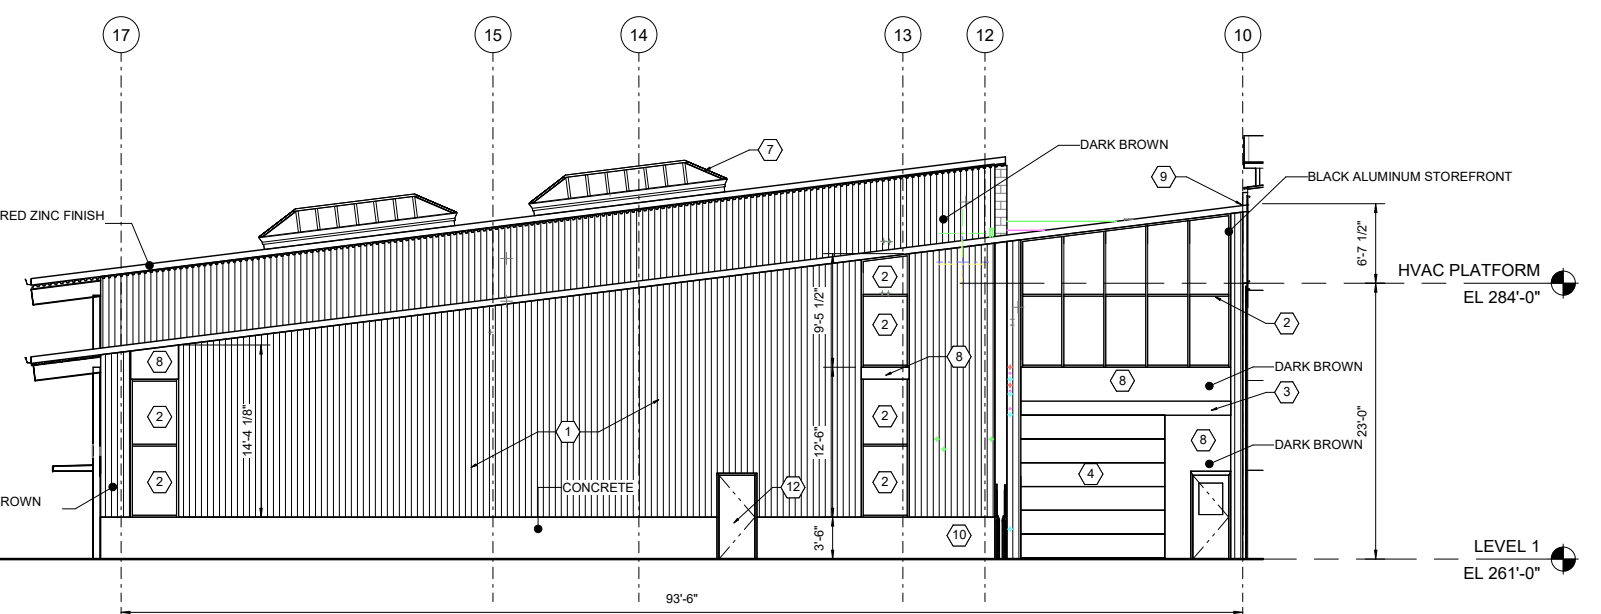 17
15
14
13
12
10
7
DARK BROWN
9
BLACK ALUMINUM STOREFRONT
RED ZINC FINISH
6'-7 1/2"
HVAC PLATFORM
EL 284'-0"
2
2
9'-5 1/2"
2
8
8
DARK BROWN
8
3
2
14'-4 1/8"
2
1
12'-6"
23'-0"
8
DARK BROWN
4
2
2
12
CONCRETE
ROWN
10
3'-6"
LEVEL 1
EL 261'-0"
93'-6"